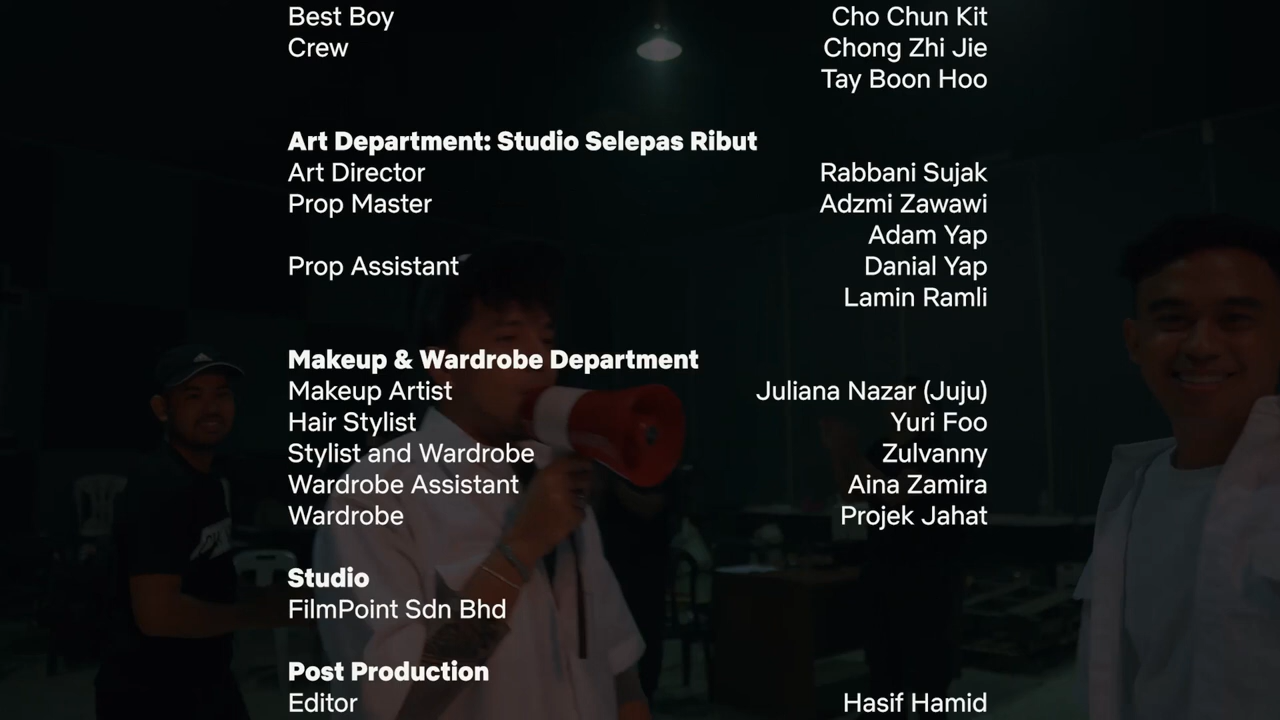 Best Boy Cho Chun Kit
Crew Chong Zhi Jie
Tay Boon Hoo
Art Department: Studio Selepas Ribut
Art Director Rabbani Sujak
Prop Master Adzmi Zawawi
Adam Yap
Prop Assistant Danial Yap
Lamin Ramli
Makeup & Wardrobe Department
Makeup Artist Juliana Nazar (Juju)
Hair Stylist Yuri Foo
Stylist and Wardrobe Zulvanny
Wardrobe Assistant Aina Zamira
Wardrobe Projek Jahat
Studio
FilmPoint Sdn Bhd
Post Production
Editor Hasif Hamid